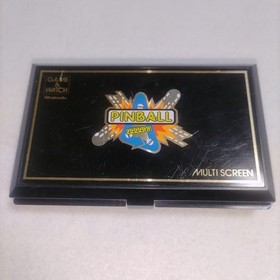 GAME &
WATCH
Nintendo
PINBALL
MULTI SCREEN